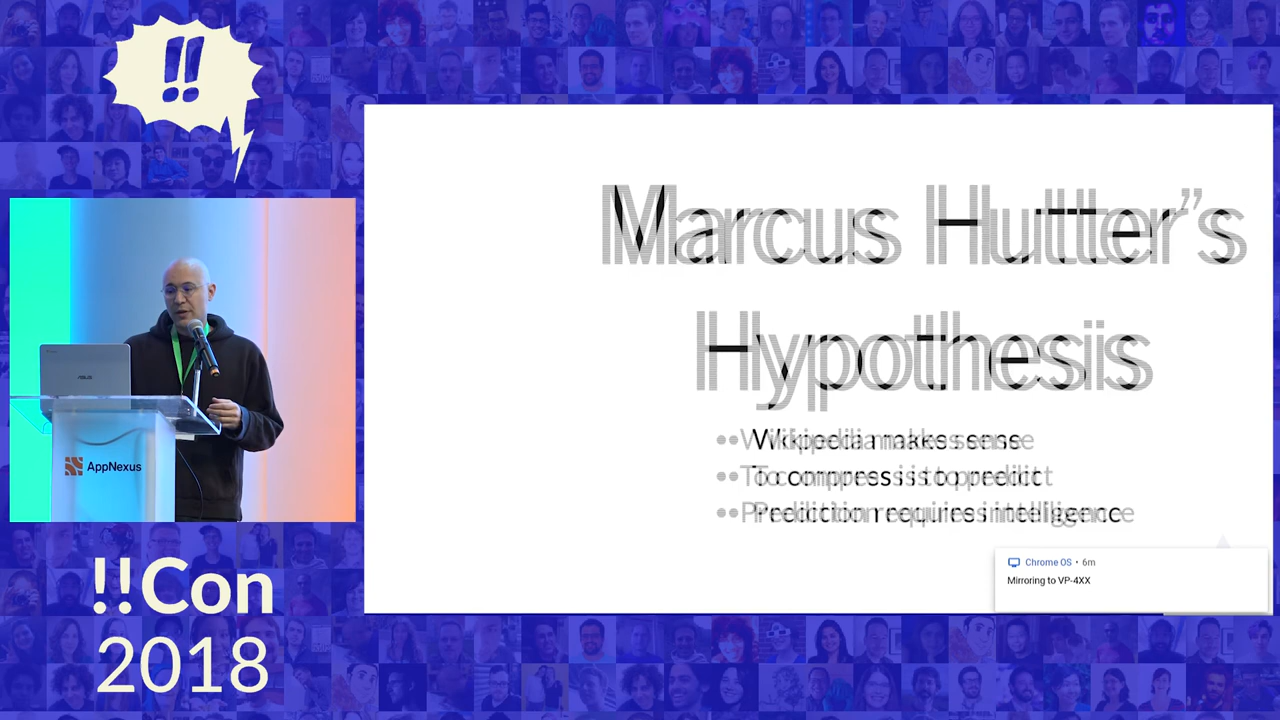 !!
Marcus Hutter”s
Hypothesis
• Wikipedia makes sense
• To compress is to predict
• Prediction requires intelligence
Chrome OS • 6m
Mirroring to VP-4XX
ASUS
AppNexus
!!Con
2018